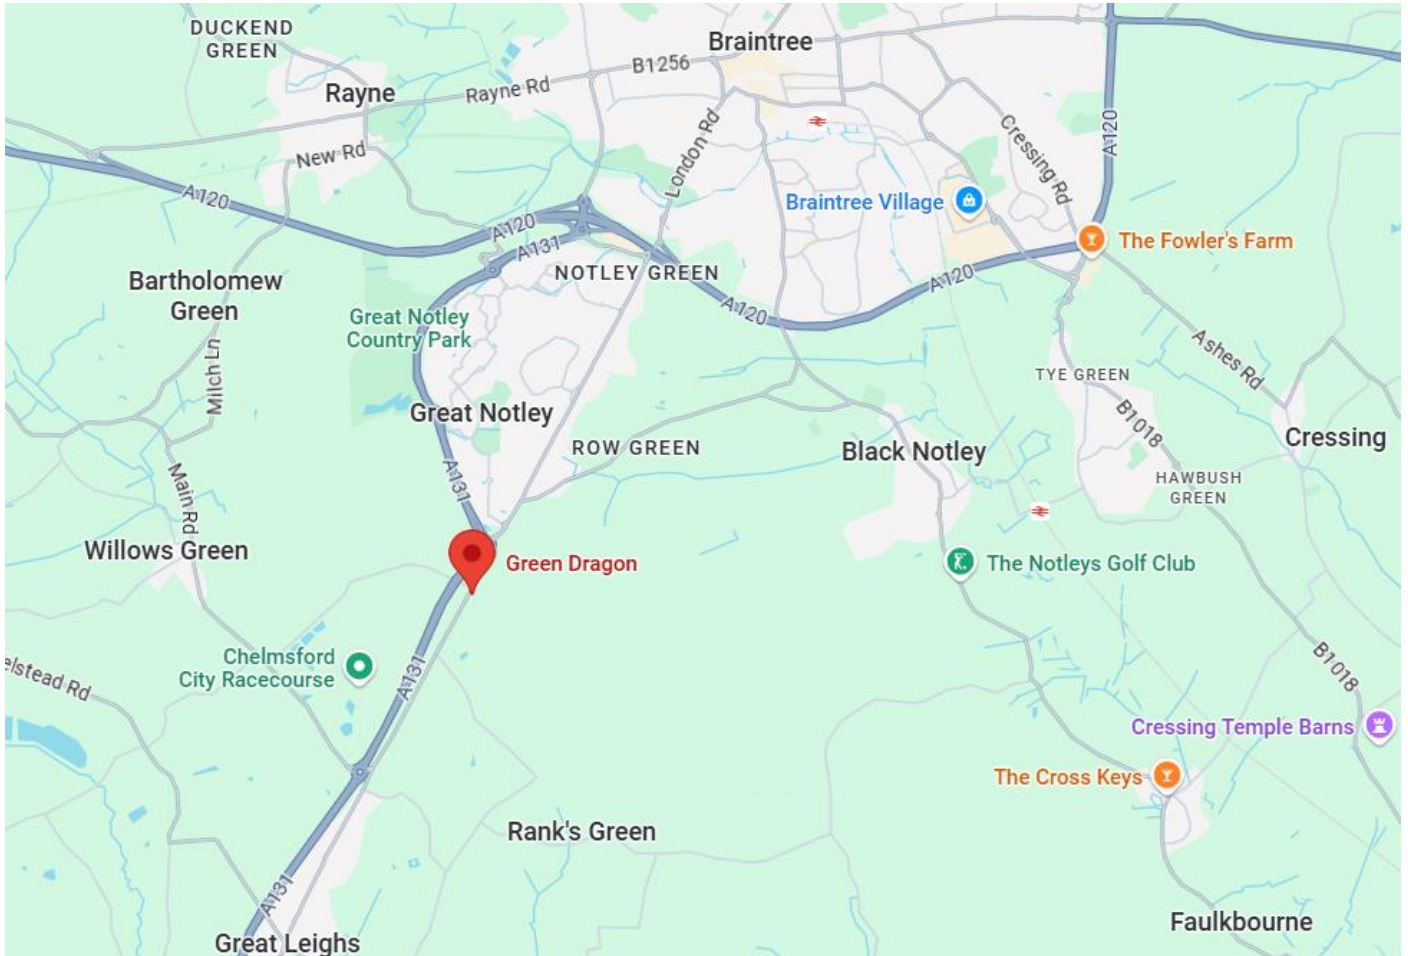 DUCKEND
GREEN
Braintree
B1256
Rayne
Rayne Rd
London Rd
Cressing Rd
A120
New Rd
A120
Braintree Village
A120
A131
The Fowler's Farm
NOTLEY GREEN
Bartholomew
Green
A120
A120
Great Notley
Country Park
Milch Ln
Ashes Rd
TYE GREEN
Great Notley
B1018
Cressing
ROW GREEN
Black Notley
A131
Main Rd
HAWBUSH
GREEN
Willows Green
Green Dragon
The Notleys Golf Club
Chelmsford
City Racecourse
A131
elstead Rd
B1018
Cressing Temple Barns
The Cross Keys
Rank's Green
A131
Faulkbourne
Great Leighs